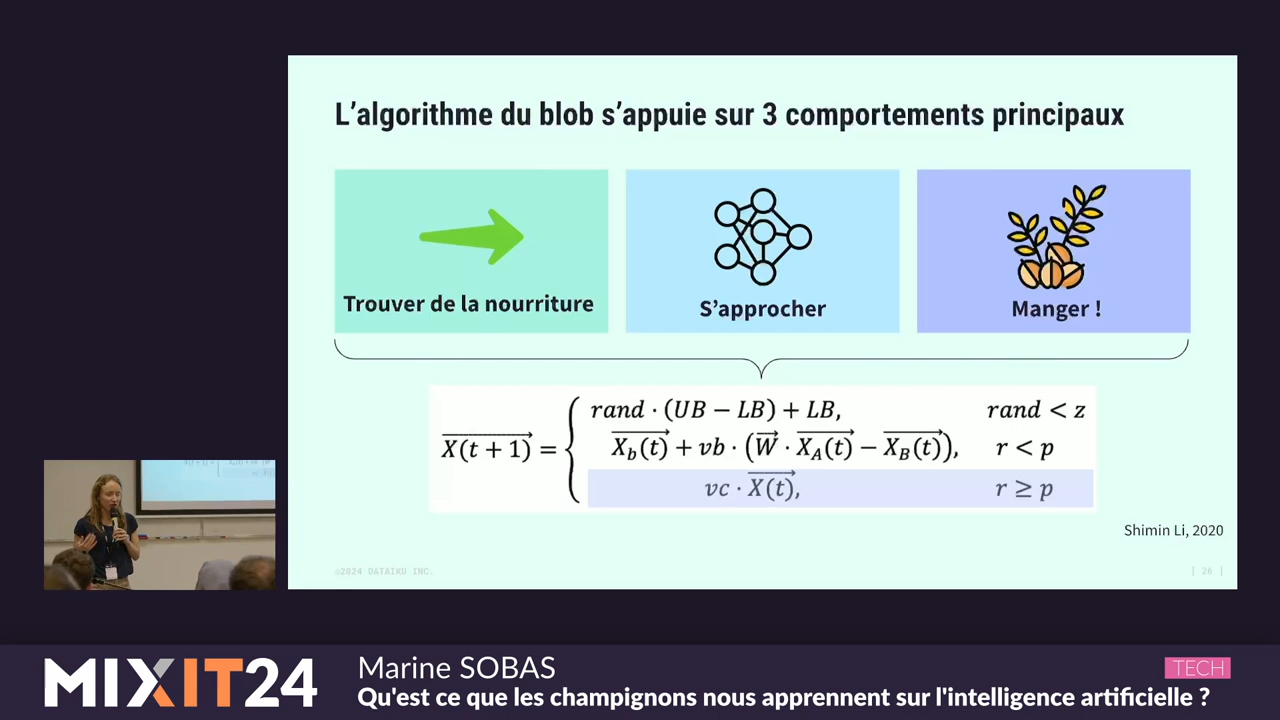 L'algorithme du blob s'appuie sur 3 comportements principaux
Trouver de la nourriture
S'approcher
Manger !
rand · (UB − LB) + LB, rand < z
X(t + 1) = { X_b(t) + vb · (W · X_A(t) − X_B(t)), r < p
vc · X(t), r ≥ p
Shimin Li, 2020
©2024 DATAIKU INC.
| 26 |
MIXIT24
Marine SOBAS
TECH
Qu'est ce que les champignons nous apprennent sur l'intelligence artificielle ?